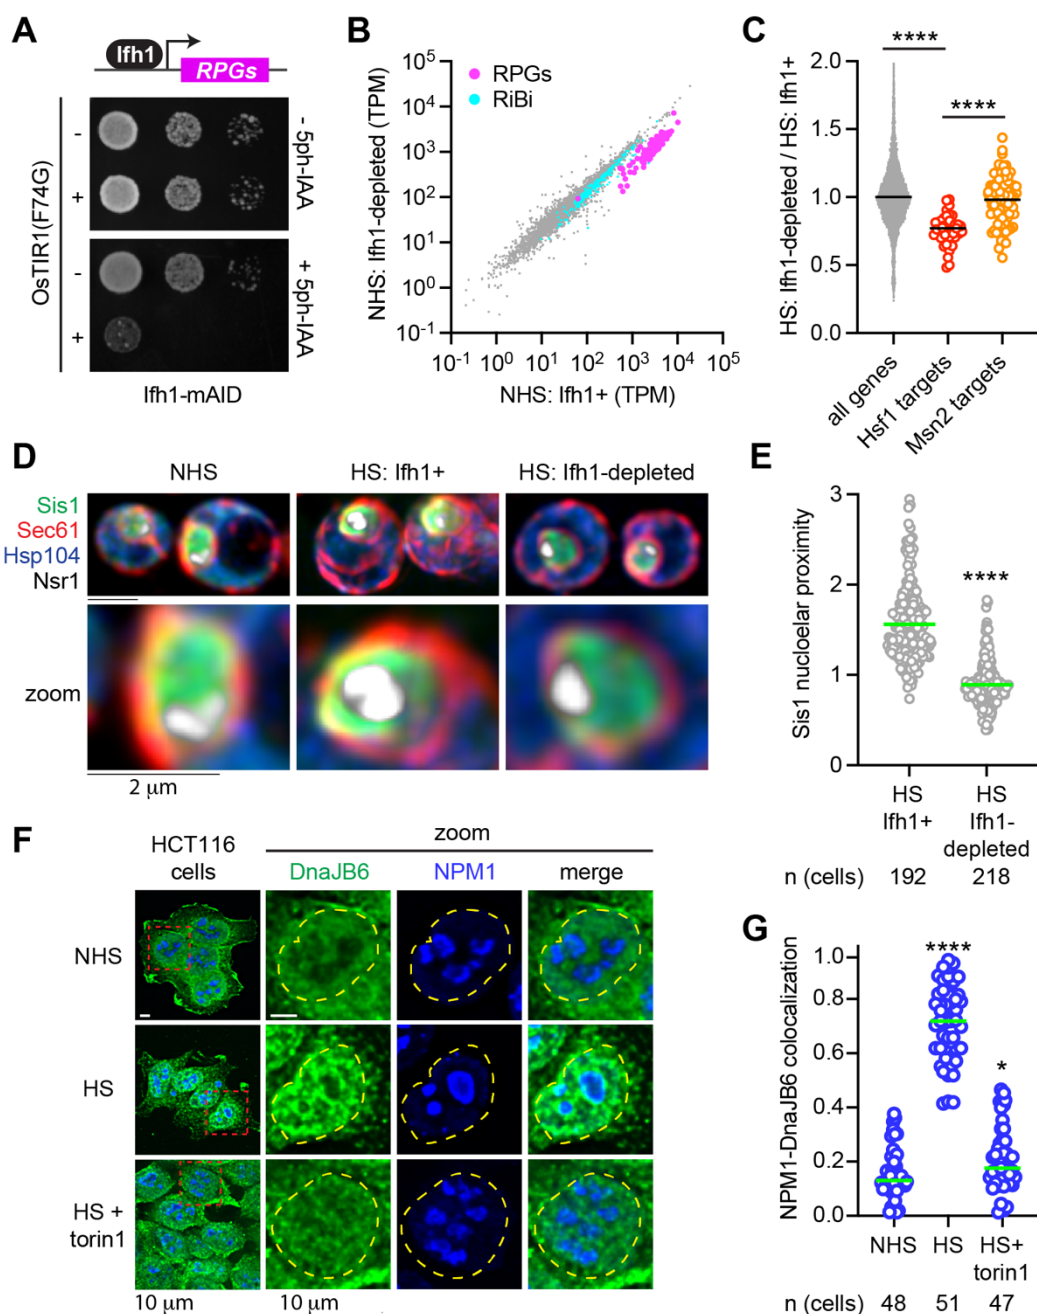 A
Ifh1
RPGs
OsTIR1(F74G)
-
+
- 5ph-IAA
-
+
+ 5ph-IAA
Ifh1-mAID
B
NHS: Ifh1-depleted (TPM)
10^5
10^4
10^3
10^2
10^1
10^0
10^-1
RPGs
RiBi
10^-1 10^0 10^1 10^2 10^3 10^4 10^5
NHS: Ifh1+ (TPM)
C
HS: Ifh1-depleted / HS: Ifh1+
**** ****
2.0
1.5
1.0
0.5
0.0
all genes
Hsf1 targets
Msn2 targets
D
NHS HS: Ifh1+ HS: Ifh1-depleted
Sis1
Sec61
Hsp104
Nsr1
zoom
2 µm
E
Sis1 nucloelar proximity
3
2
1
0
****
HS Ifh1+
HS Ifh1-depleted
n (cells) 192 218
F
HCT116 cells
zoom
DnaJB6 NPM1 merge
NHS
HS
HS + torin1
10 µm 10 µm
G
NPM1-DnaJB6 colocalization
1.0
0.8
0.6
0.4
0.2
0.0
****
*
NHS HS HS+ torin1
n (cells) 48 51 47